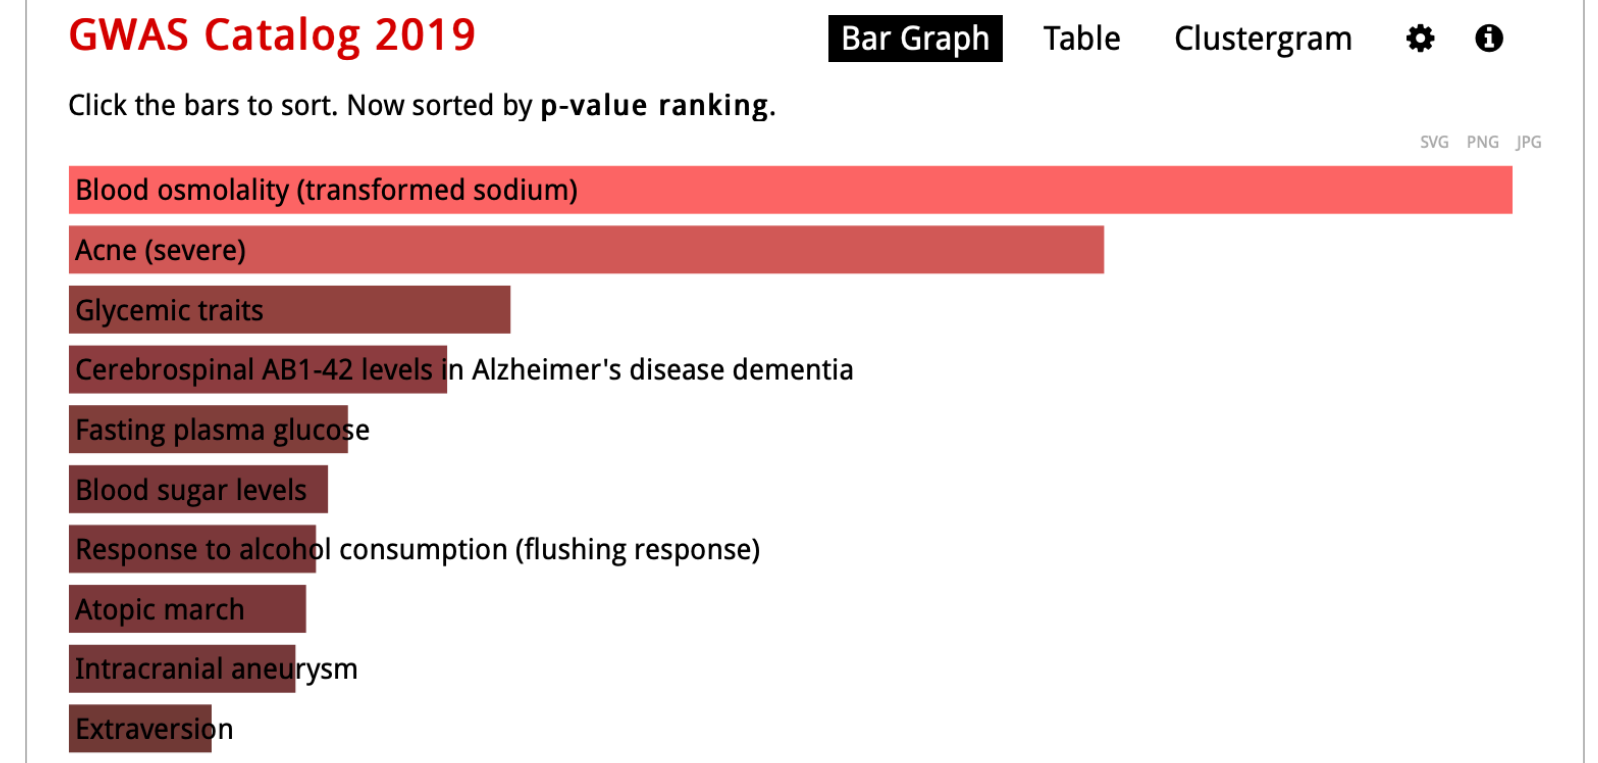 GWAS Catalog 2019
Bar Graph Table Clustergram
Click the bars to sort. Now sorted by p-value ranking.
SVG PNG JPG
Blood osmolality (transformed sodium)
Acne (severe)
Glycemic traits
Cerebrospinal AB1-42 levels in Alzheimer's disease dementia
Fasting plasma glucose
Blood sugar levels
Response to alcohol consumption (flushing response)
Atopic march
Intracranial aneurysm
Extraversion